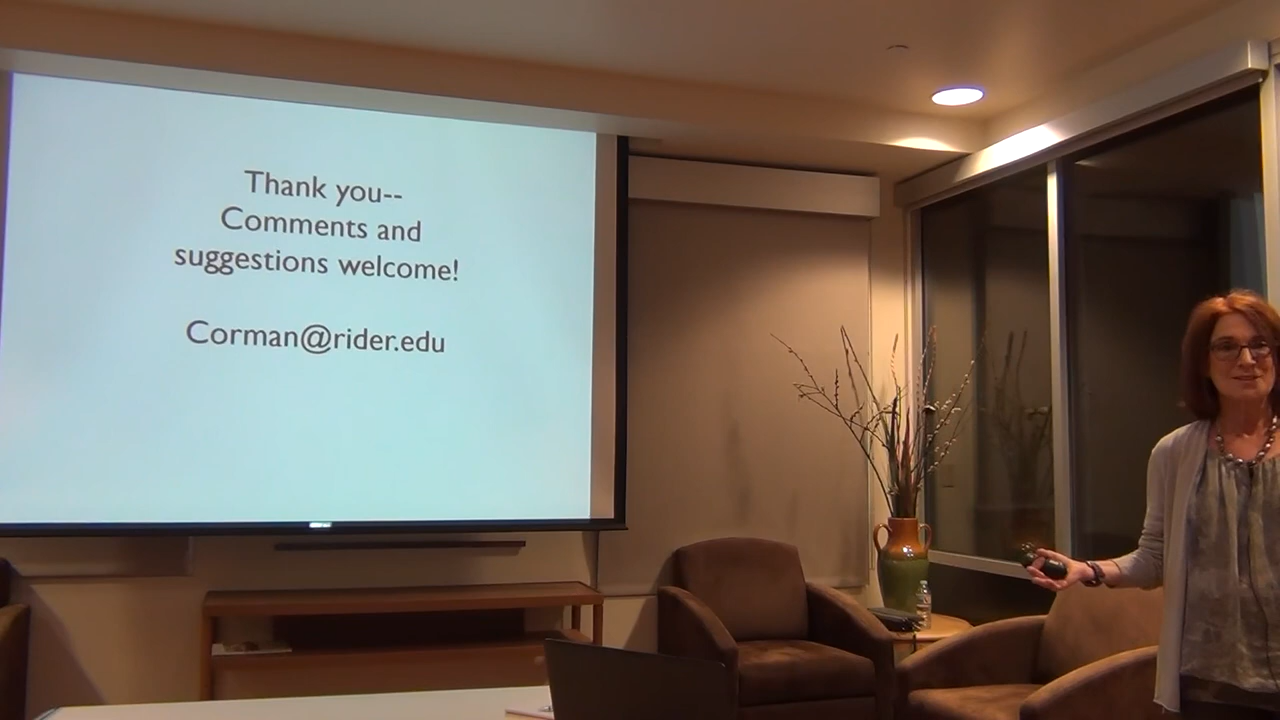 Thank you--
Comments and
suggestions welcome!
Corman@rider.edu